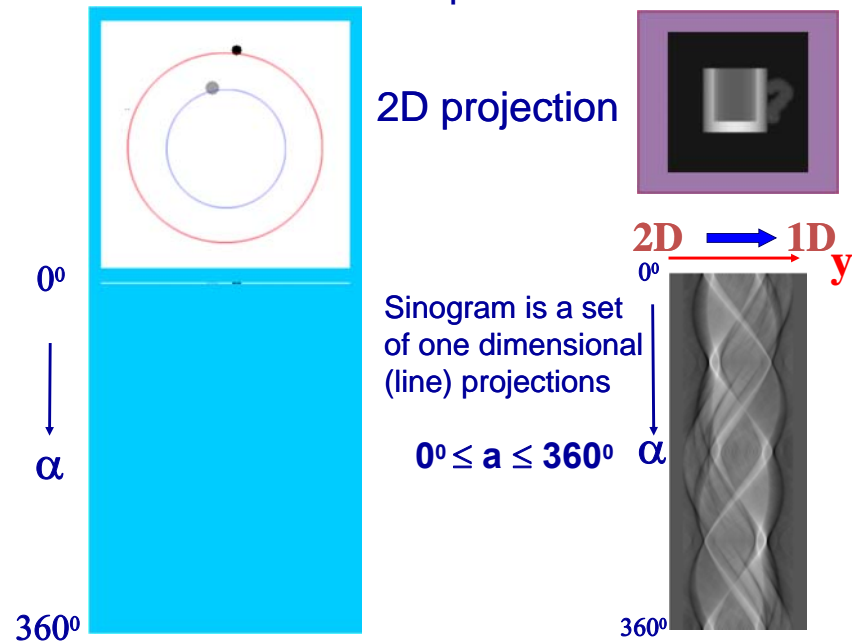 2D projection
2D 1D
y
0⁰
0⁰
Sinogram is a set
of one dimensional
(line) projections
0⁰ ≤ a ≤ 360⁰
α
α
360⁰
360⁰